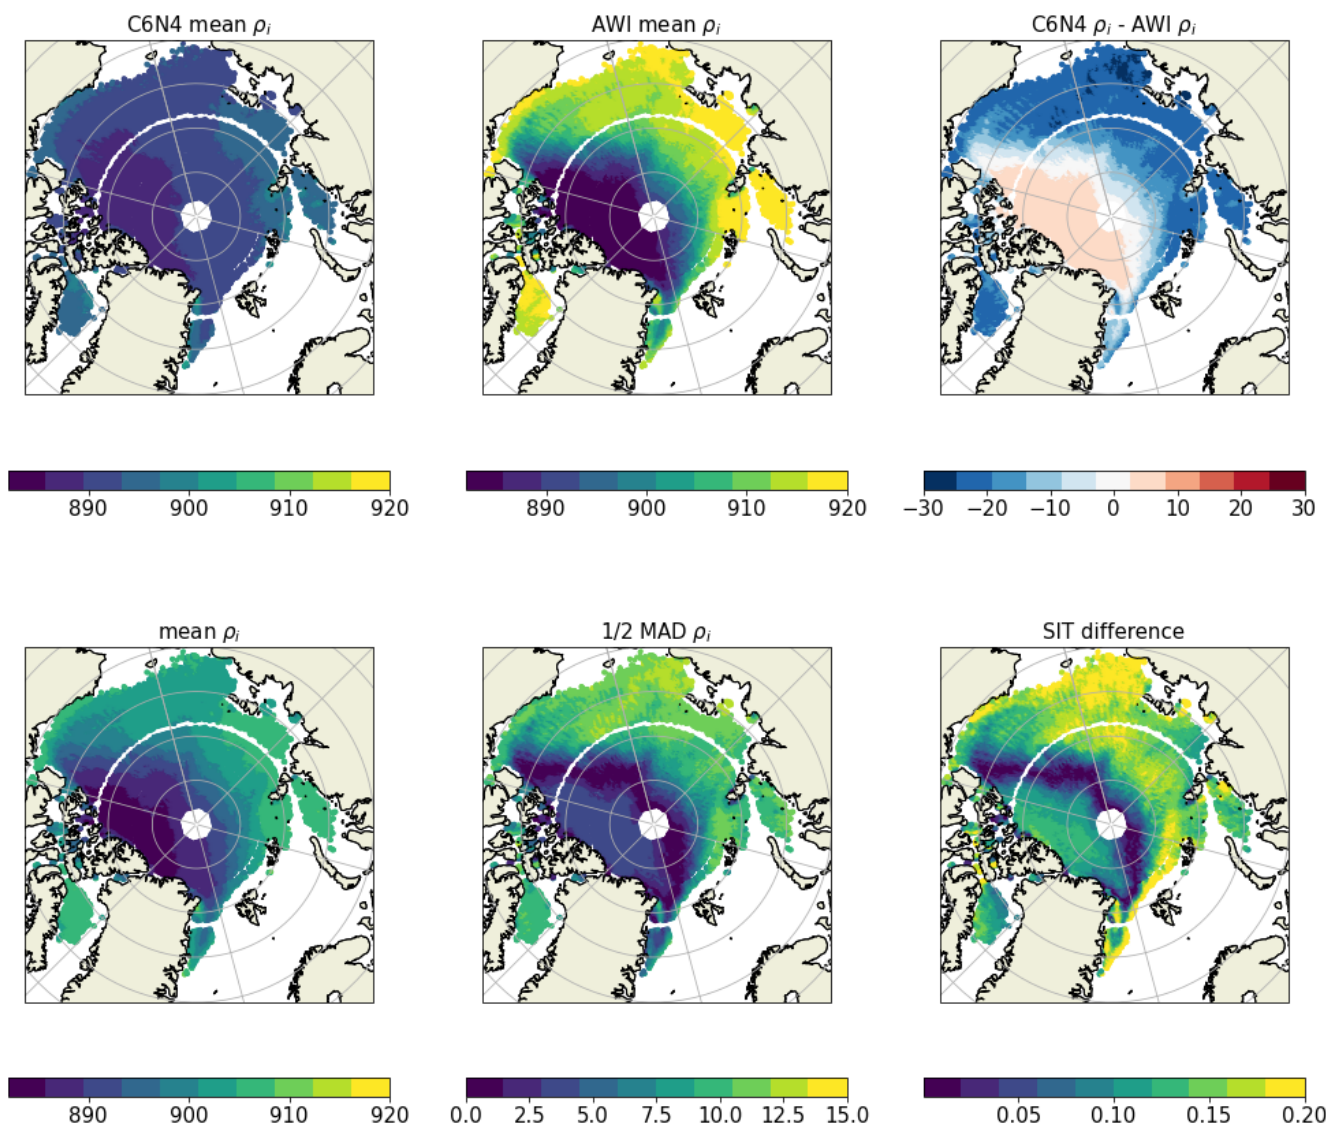 C6N4 mean ρi AWI mean ρi C6N4 ρi - AWI ρi
890 900 910 920 890 900 910 920 −30 −20 −10 0 10 20 30
mean ρi 1/2 MAD ρi SIT difference
890 900 910 920 0.0 2.5 5.0 7.5 10.0 12.5 15.0 0.05 0.10 0.15 0.20